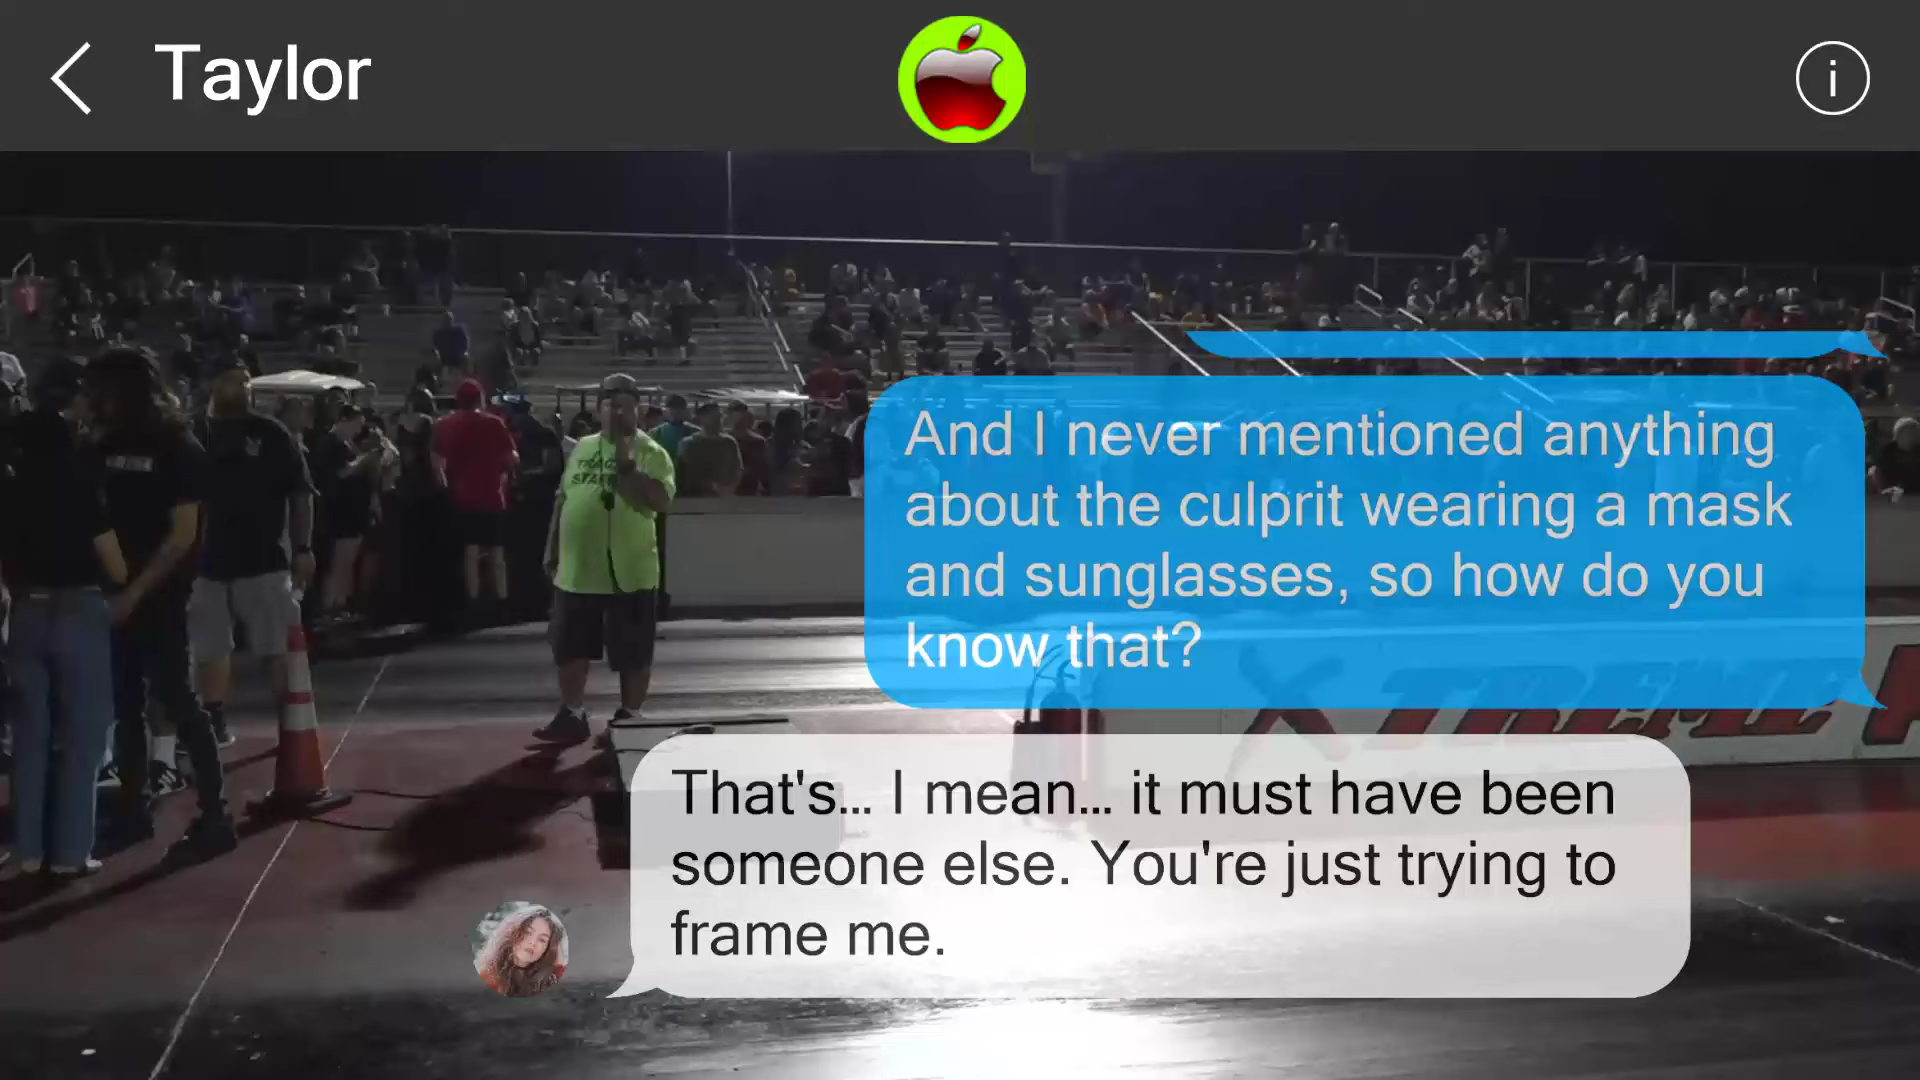 Taylor
i
And I never mentioned anything
about the culprit wearing a mask
and sunglasses, so how do you
know that?
That's... I mean... it must have been
someone else. You're just trying to
frame me.
XTREME